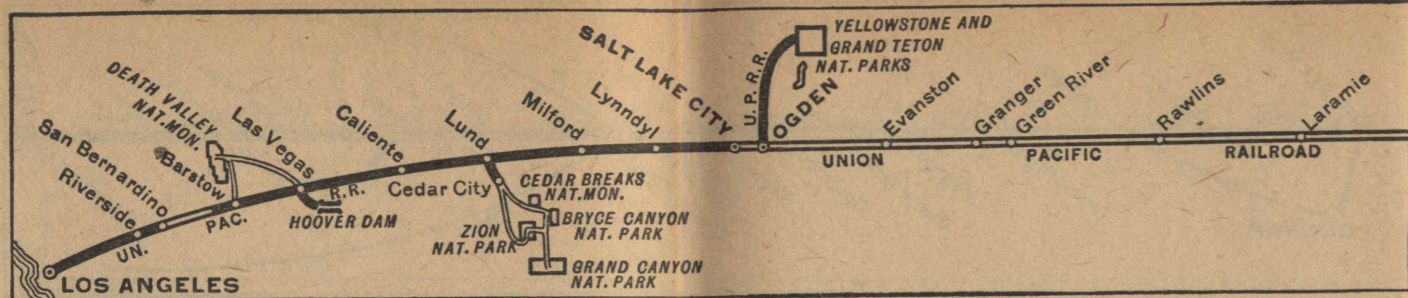 LOS ANGELES
Riverside
San Bernardino
Barstow
DEATH VALLEY
NAT. MON.
Las Vegas
HOOVER DAM
Caliente
Lund
Cedar City
CEDAR BREAKS
NAT. MON.
BRYCE CANYON
NAT. PARK
ZION
NAT. PARK
GRAND CANYON
NAT. PARK
Milford
Lynndyl
SALT LAKE CITY
OGDEN
U.P. R.R.
YELLOWSTONE AND
GRAND TETON
NAT. PARKS
Evanston
Granger
Green River
Rawlins
Laramie
UN. PAC. R.R.
UNION PACIFIC RAILROAD